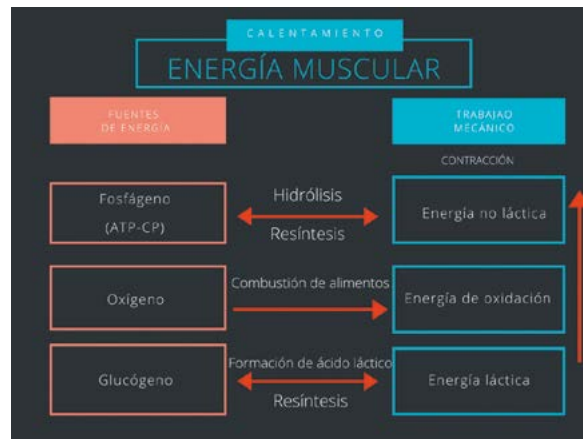 CALENTAMIENTO
ENERGÍA MUSCULAR
FUENTES
DE ENERGÍA
TRABAJAO
MECÁNICO
CONTRACCIÓN
Fosfágeno
(ATP-CP)
Hidrólisis
Resíntesis
Energía no láctica
Oxígeno
Combustión de alimentos
Energía de oxidación
Glucógeno
Formación de ácido láctico
Resíntesis
Energía láctica